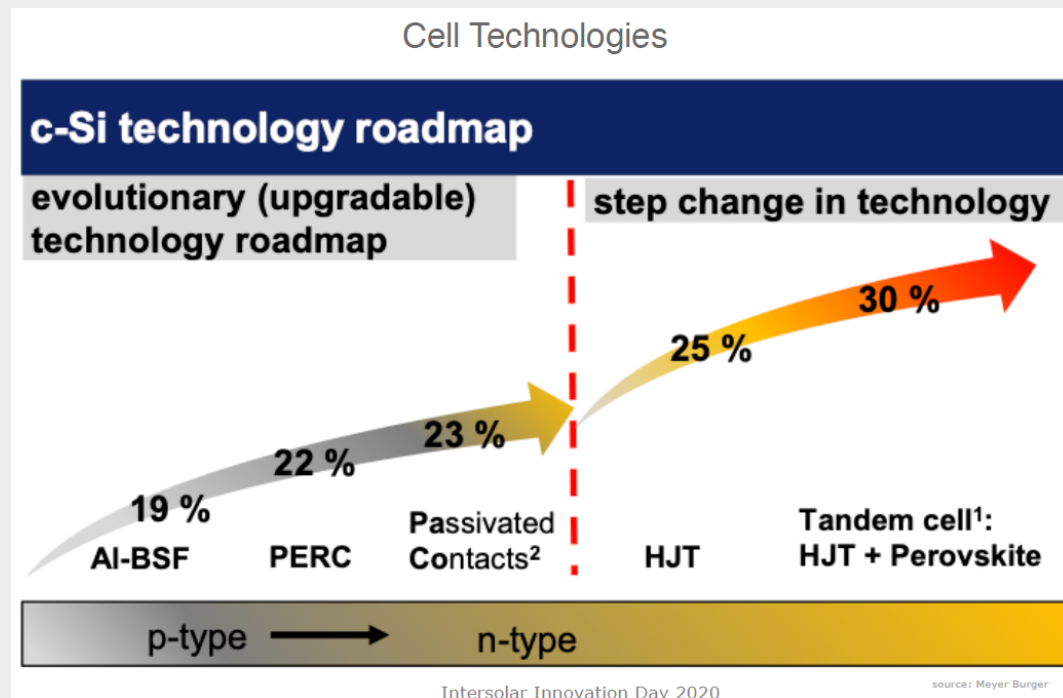 Cell Technologies
c-Si technology roadmap
evolutionary (upgradable)
technology roadmap
step change in technology
19 %
22 %
23 %
25 %
30 %
Al-BSF
PERC
Passivated
Contacts²
HJT
Tandem cell¹:
HJT + Perovskite
p-type
n-type
source: Meyer Burger
Intersolar Innovation Day 2020